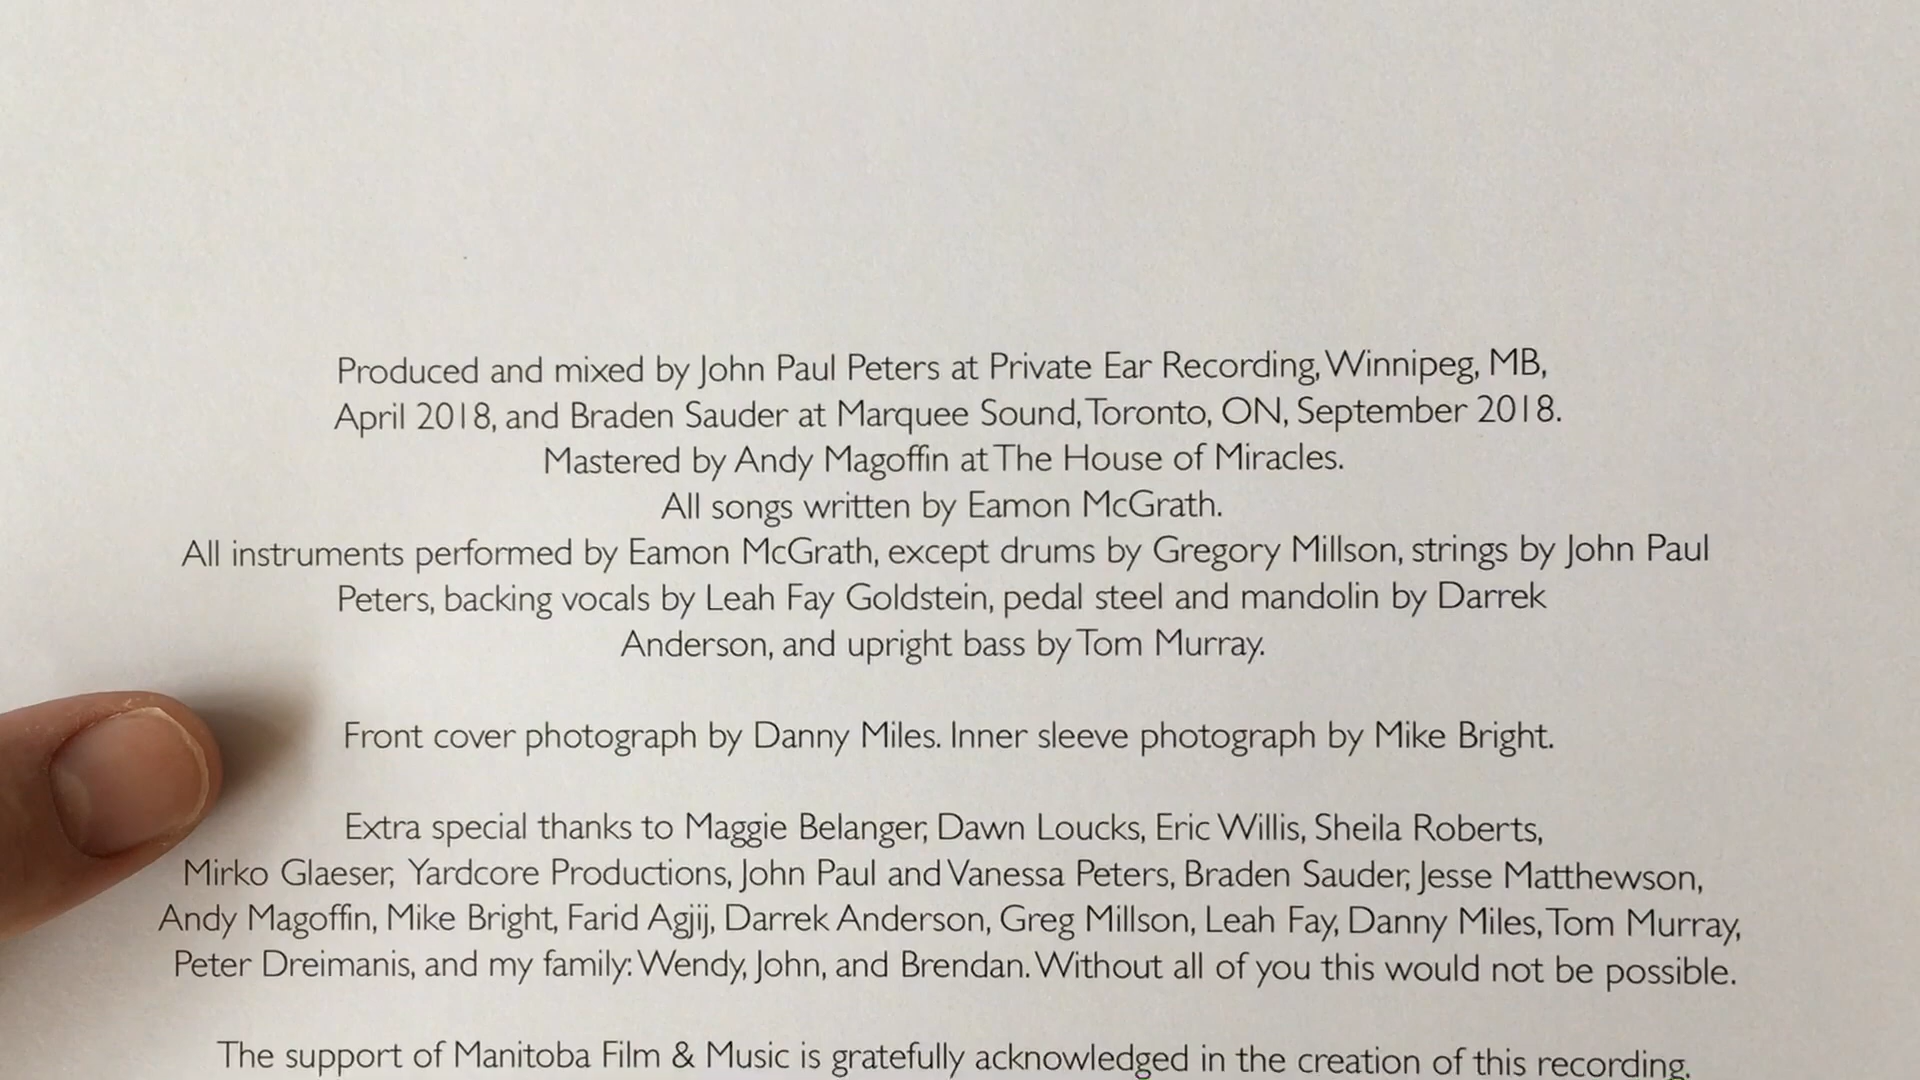 Produced and mixed by John Paul Peters at Private Ear Recording, Winnipeg, MB,
April 2018, and Braden Sauder at Marquee Sound, Toronto, ON, September 2018.
Mastered by Andy Magoffin at The House of Miracles.
All songs written by Eamon McGrath.
All instruments performed by Eamon McGrath, except drums by Gregory Millson, strings by John Paul
Peters, backing vocals by Leah Fay Goldstein, pedal steel and mandolin by Darrek
Anderson, and upright bass by Tom Murray.
Front cover photograph by Danny Miles. Inner sleeve photograph by Mike Bright.
Extra special thanks to Maggie Belanger, Dawn Loucks, Eric Willis, Sheila Roberts,
Mirko Glaeser, Yardcore Productions, John Paul and Vanessa Peters, Braden Sauder, Jesse Matthewson,
Andy Magoffin, Mike Bright, Farid Agjij, Darrek Anderson, Greg Millson, Leah Fay, Danny Miles, Tom Murray,
Peter Dreimanis, and my family: Wendy, John, and Brendan. Without all of you this would not be possible.
The support of Manitoba Film & Music is gratefully acknowledged in the creation of this recording.